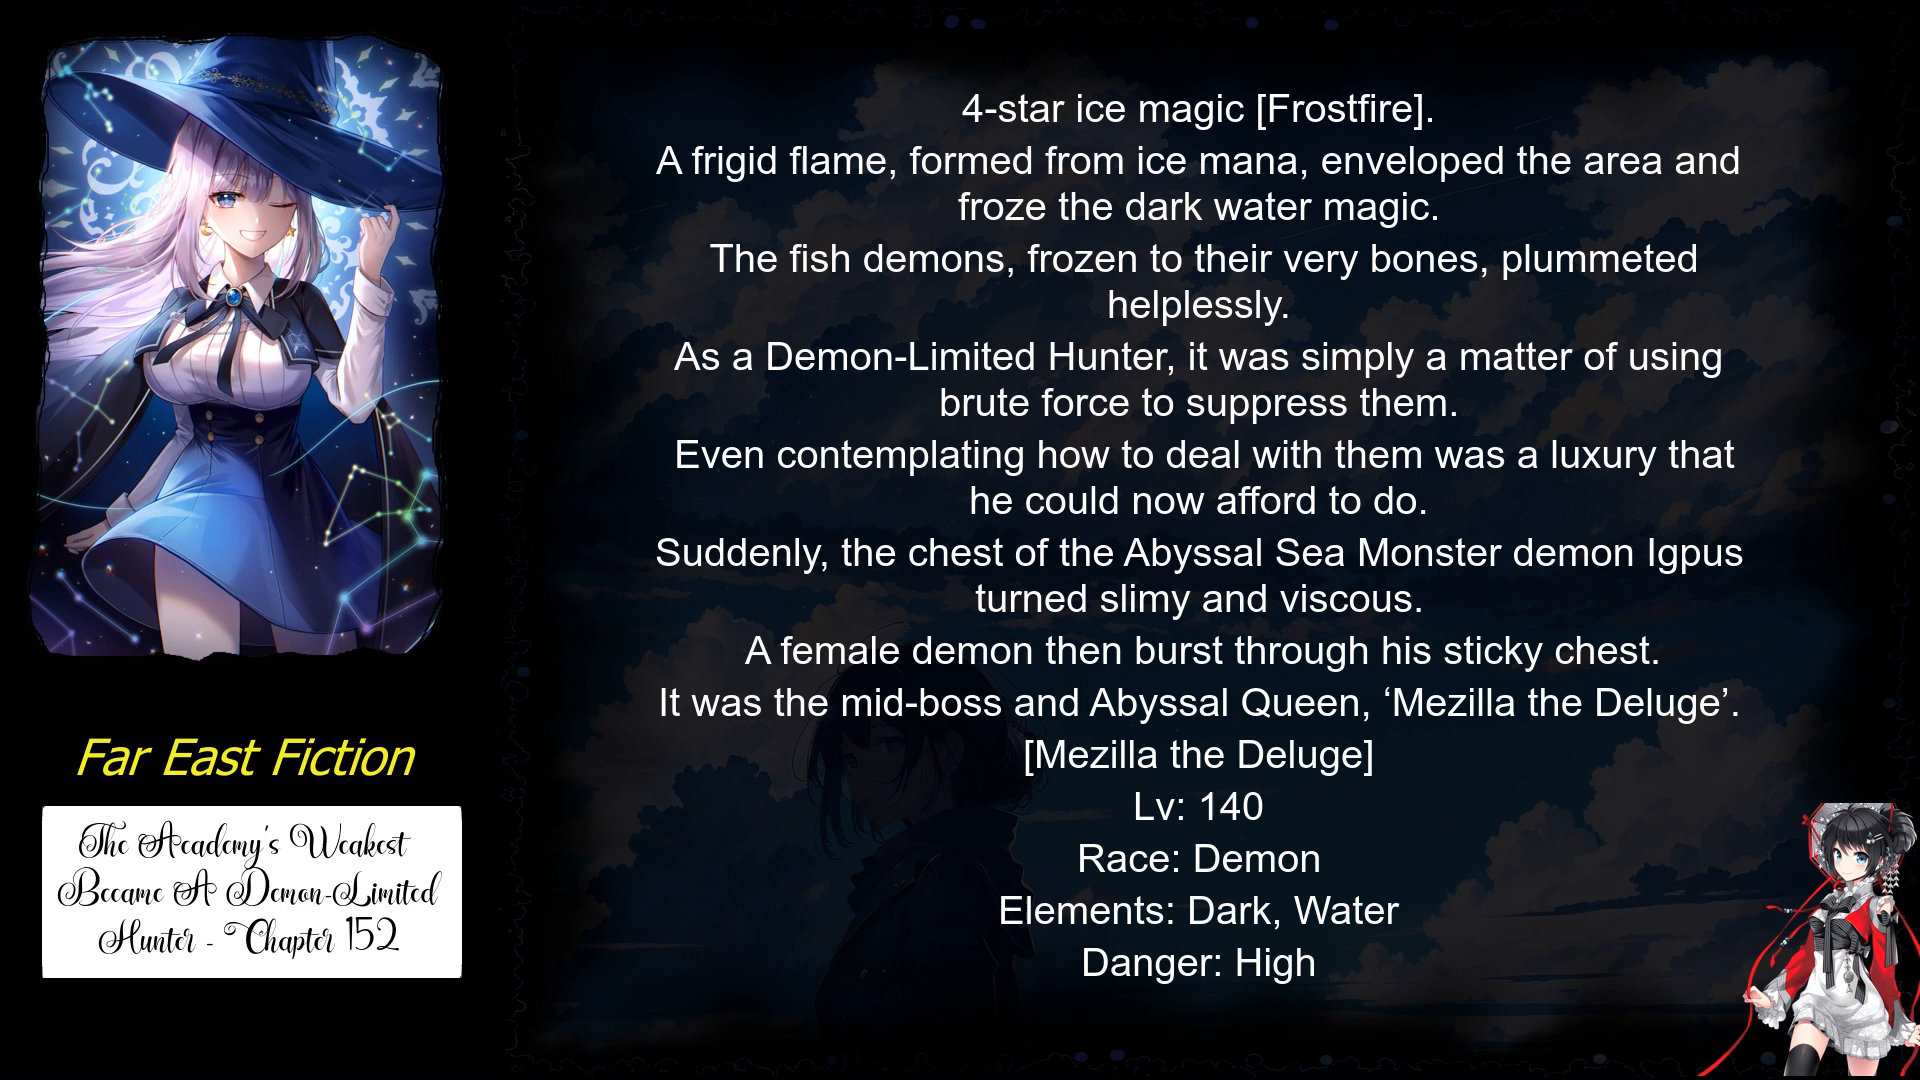 4-star ice magic [Frostfire].
A frigid flame, formed from ice mana, enveloped the area and
froze the dark water magic.
The fish demons, frozen to their very bones, plummeted
helplessly.
As a Demon-Limited Hunter, it was simply a matter of using
brute force to suppress them.
Even contemplating how to deal with them was a luxury that
he could now afford to do.
Suddenly, the chest of the Abyssal Sea Monster demon Igpus
turned slimy and viscous.
A female demon then burst through his sticky chest.
It was the mid-boss and Abyssal Queen, ‘Mezilla the Deluge’.
[Mezilla the Deluge]
Lv: 140
Race: Demon
Elements: Dark, Water
Danger: High
Far East Fiction
The Academy's Weakest
Became A Demon-Limited
Hunter - Chapter 152